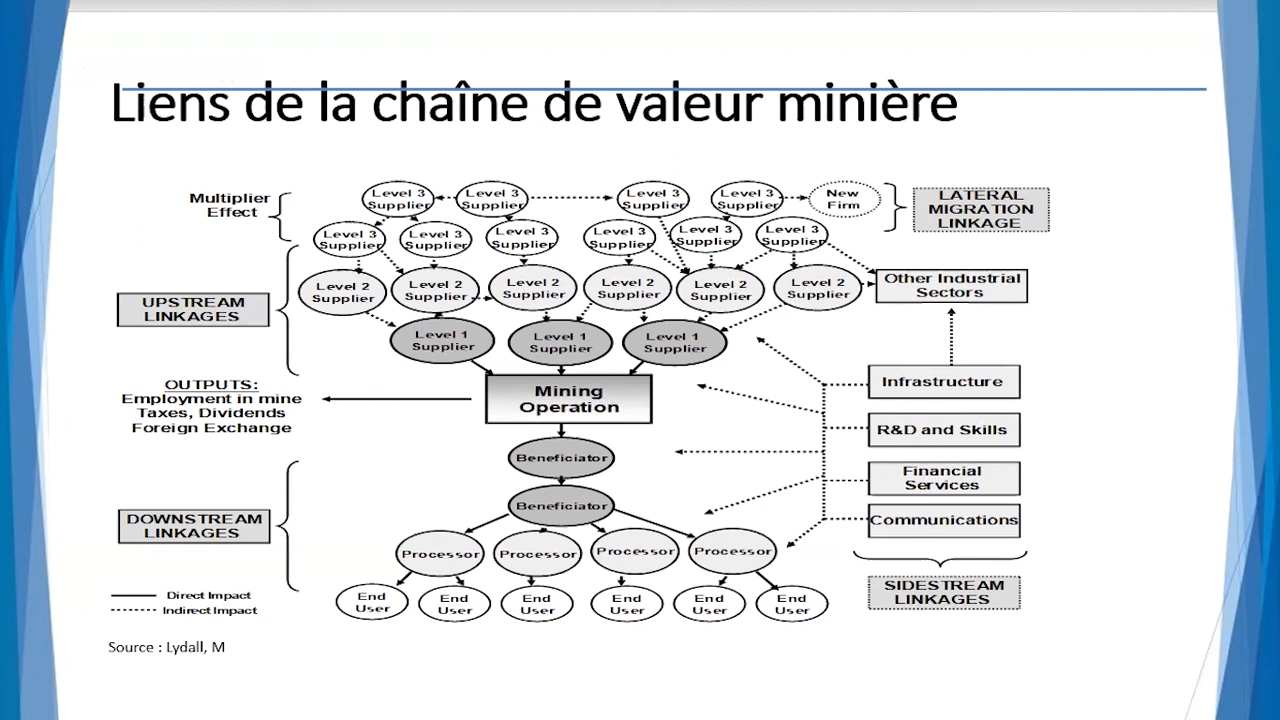 Liens de la chaîne de valeur minière
Multiplier
Effect
Level 3
Supplier
Level 3
Supplier
Level 3
Supplier
Level 3
Supplier
New
Firm
LATERAL
MIGRATION
LINKAGE
Level 3
Supplier
Level 3
Supplier
Level 3
Supplier
Level 3
Supplier
Level 3
Supplier
Level 3
Supplier
UPSTREAM
LINKAGES
Level 2
Supplier
Level 2
Supplier
Level 2
Supplier
Level 2
Supplier
Level 2
Supplier
Level 2
Supplier
Other Industrial
Sectors
Level 1
Supplier
Level 1
Supplier
Level 1
Supplier
OUTPUTS:
Employment in mine
Taxes, Dividends
Foreign Exchange
Mining
Operation
Infrastructure
R&D and Skills
Financial
Services
Communications
SIDESTREAM
LINKAGES
Beneficiator
Beneficiator
DOWNSTREAM
LINKAGES
Processor
Processor
Processor
Processor
End
User
End
User
End
User
End
User
End
User
End
User
Direct Impact
Indirect Impact
Source : Lydall, M